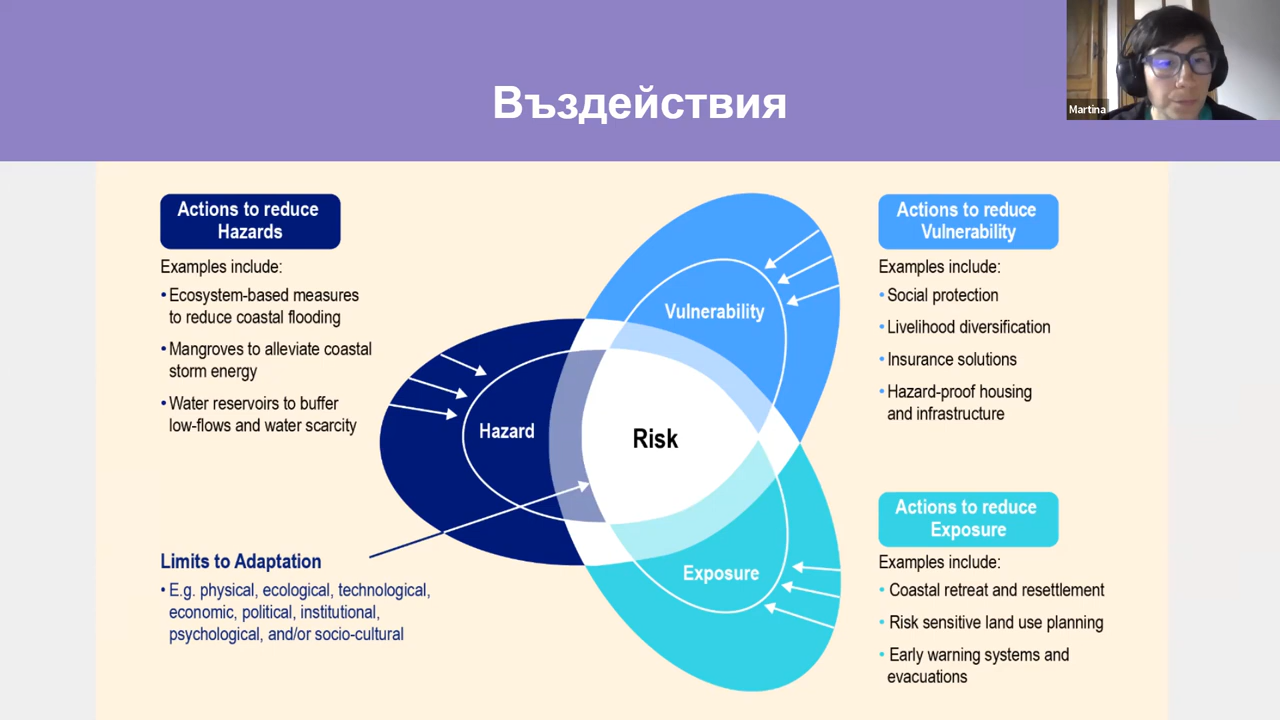 Въздействия
Martina
Actions to reduce
Hazards
Examples include:
• Ecosystem-based measures
to reduce coastal flooding
• Mangroves to alleviate coastal
storm energy
• Water reservoirs to buffer
low-flows and water scarcity
Limits to Adaptation
• E.g. physical, ecological, technological,
economic, political, institutional,
psychological, and/or socio-cultural
Vulnerability
Hazard
Risk
Exposure
Actions to reduce
Vulnerability
Examples include:
• Social protection
• Livelihood diversification
• Insurance solutions
• Hazard-proof housing
and infrastructure
Actions to reduce
Exposure
Examples include:
• Coastal retreat and resettlement
• Risk sensitive land use planning
• Early warning systems and
evacuations